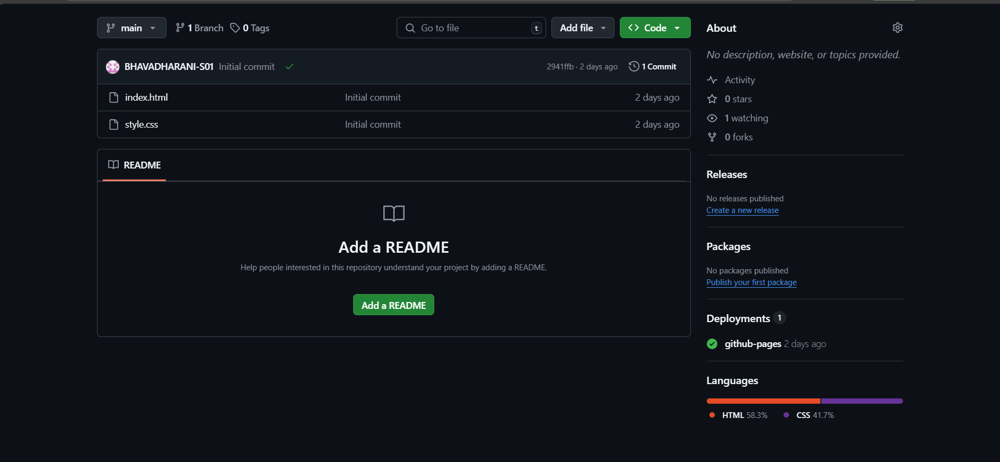 main 1 Branch 0 Tags Go to file t Add file Code
BHAVADHARANI-S01 Initial commit 2941ffb · 2 days ago 1 Commit
index.html Initial commit 2 days ago
style.css Initial commit 2 days ago
README
Add a README
Help people interested in this repository understand your project by adding a README.
Add a README
About
No description, website, or topics provided.
Activity
0 stars
1 watching
0 forks
Releases
No releases published
Create a new release
Packages
No packages published
Publish your first package
Deployments 1
github-pages 2 days ago
Languages
HTML 58.3% CSS 41.7%